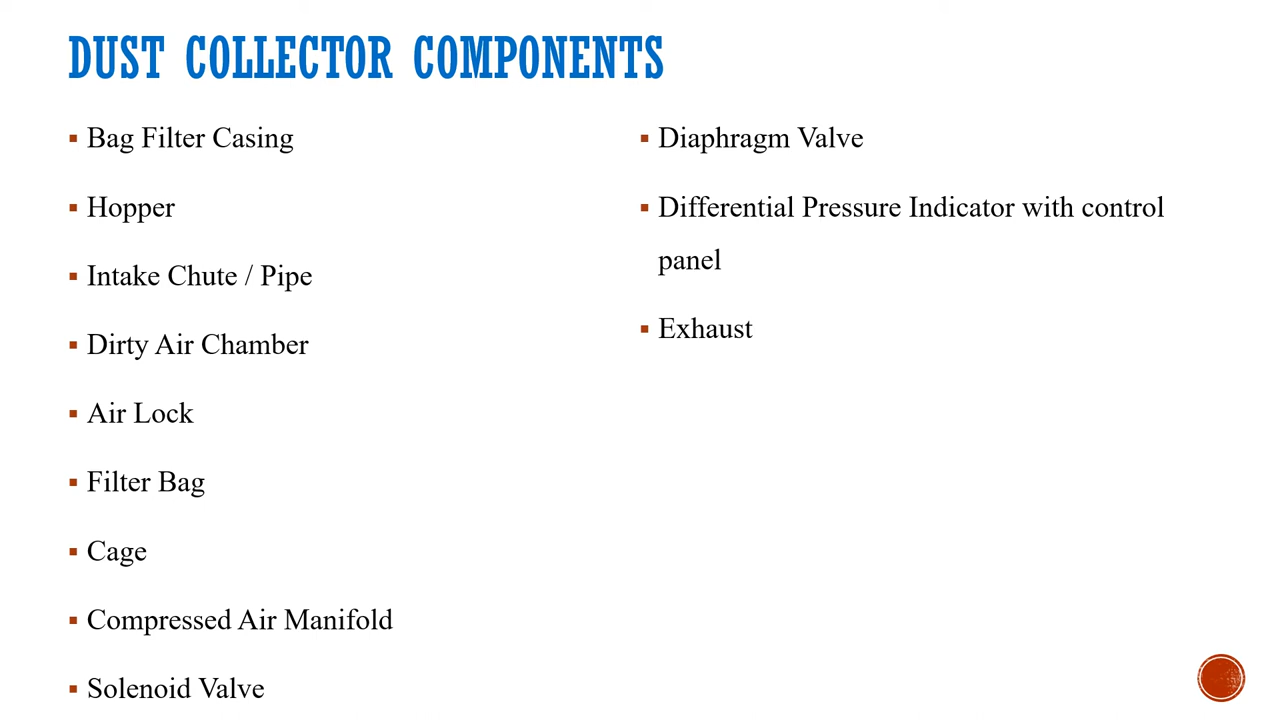 DUST COLLECTOR COMPONENTS
▪ Bag Filter Casing
▪ Hopper
▪ Intake Chute / Pipe
▪ Dirty Air Chamber
▪ Air Lock
▪ Filter Bag
▪ Cage
▪ Compressed Air Manifold
▪ Solenoid Valve
▪ Diaphragm Valve
▪ Differential Pressure Indicator with control
panel
▪ Exhaust